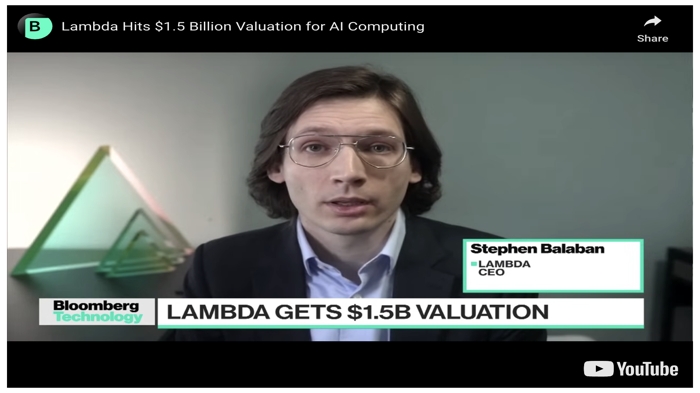 B
Lambda Hits $1.5 Billion Valuation for AI Computing
Share
Stephen Balaban
LAMBDA
CEO
Bloomberg
Technology
LAMBDA GETS $1.5B VALUATION
YouTube